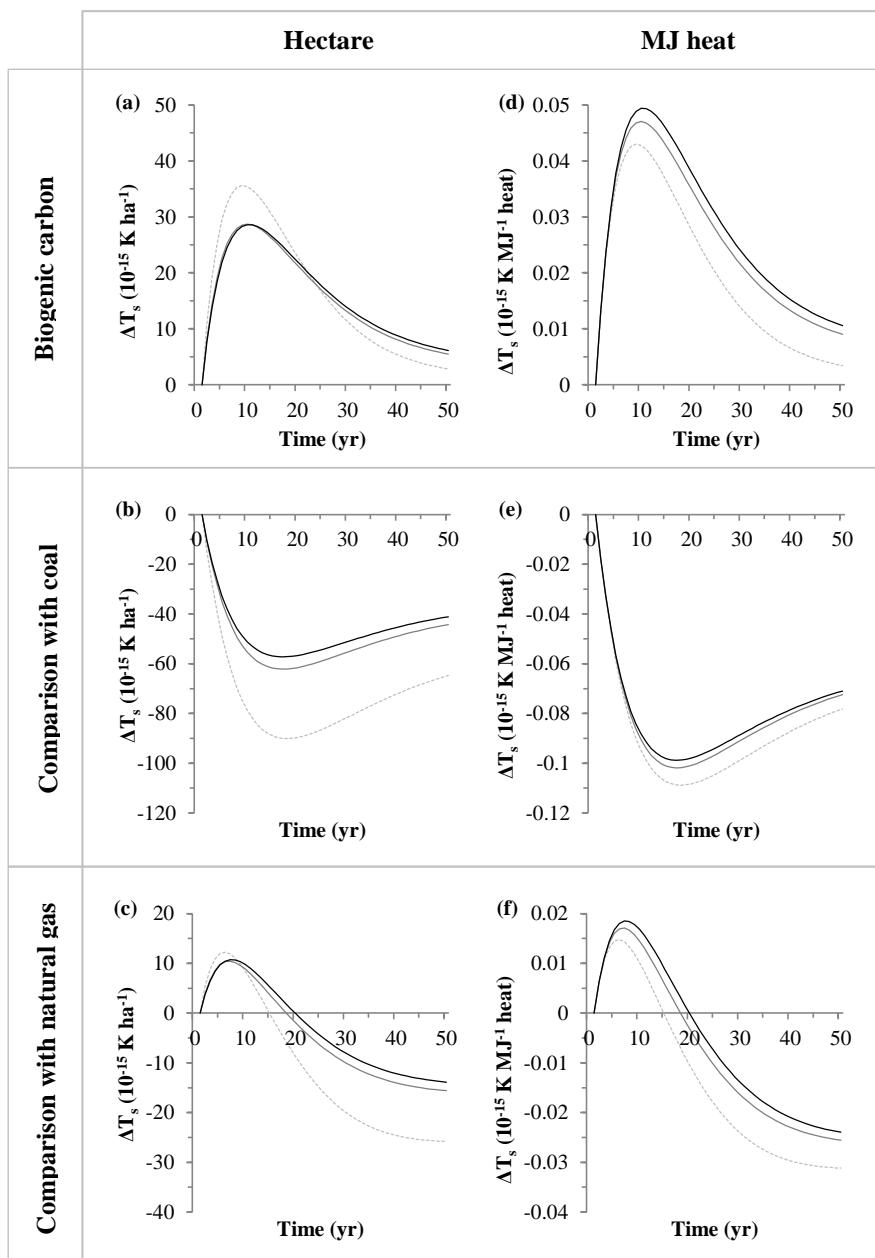 Hectare
MJ heat
Biogenic carbon
(a)
50
40
30
20
10
0
ΔTs (10-15 K ha-1)
0 10 20 30 40 50
Time (yr)
(d)
0.05
0.04
0.03
0.02
0.01
0
ΔTs (10-15 K MJ-1 heat)
0 10 20 30 40 50
Time (yr)
Comparison with coal
(b)
0
-20
-40
-60
-80
-100
-120
ΔTs (10-15 K ha-1)
0 10 20 30 40 50
Time (yr)
(e)
0
-0.02
-0.04
-0.06
-0.08
-0.1
-0.12
ΔTs (10-15 K MJ-1 heat)
0 10 20 30 40 50
Time (yr)
Comparison with natural gas
(c)
20
10
0
-10
-20
-30
-40
ΔTs (10-15 K ha-1)
0 10 20 30 40 50
Time (yr)
(f)
0.02
0.01
0
-0.01
-0.02
-0.03
-0.04
ΔTs (10-15 K MJ-1 heat)
0 10 20 30 40 50
Time (yr)